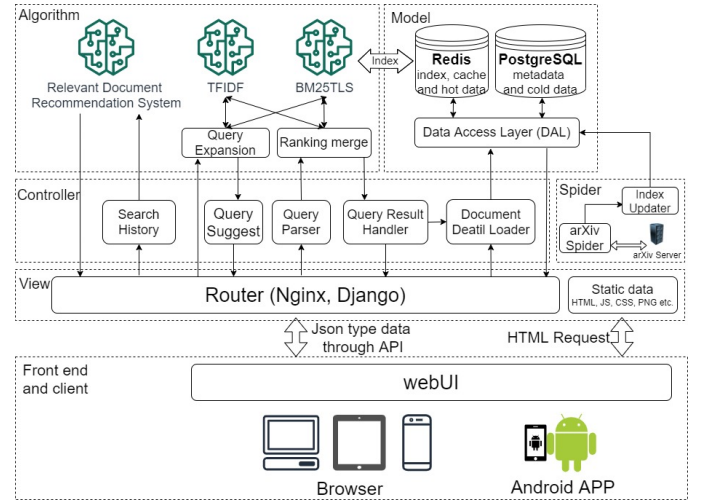 Algorithm
Relevant Document
Recommendation System
TFIDF
BM25TLS
Index
Model
Redis
index, cache
and hot data
PostgreSQL
metadata
and cold data
Query
Expansion
Ranking merge
Data Access Layer (DAL)
Controller
Search
History
Query
Suggest
Query
Parser
Query Result
Handler
Document
Deatil Loader
Spider
Index
Updater
arXiv
Spider
arXiv Server
View
Router (Nginx, Django)
Static data
HTML, JS, CSS, PNG etc.
Json type data
through API
HTML Request
Front end
and client
webUI
Browser
Android APP